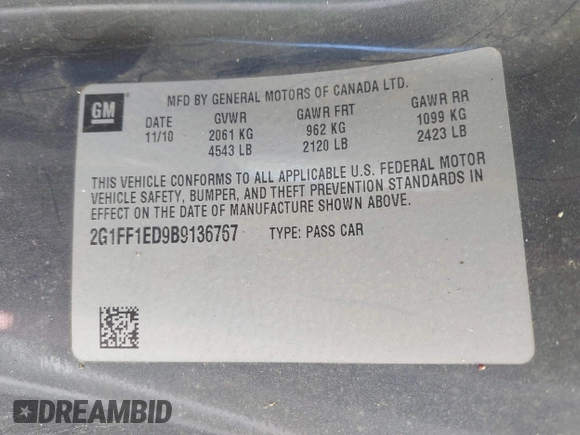 GM
MFD BY GENERAL MOTORS OF CANADA LTD.
DATE GVWR GAWR FRT GAWR RR
11/10 2061 KG 962 KG 1099 KG
4543 LB 2120 LB 2423 LB
THIS VEHICLE CONFORMS TO ALL APPLICABLE U.S. FEDERAL MOTOR
VEHICLE SAFETY, BUMPER, AND THEFT PREVENTION STANDARDS IN
EFFECT ON THE DATE OF MANUFACTURE SHOWN ABOVE.
2G1FF1ED9B9136767 TYPE: PASS CAR
DREAMBID